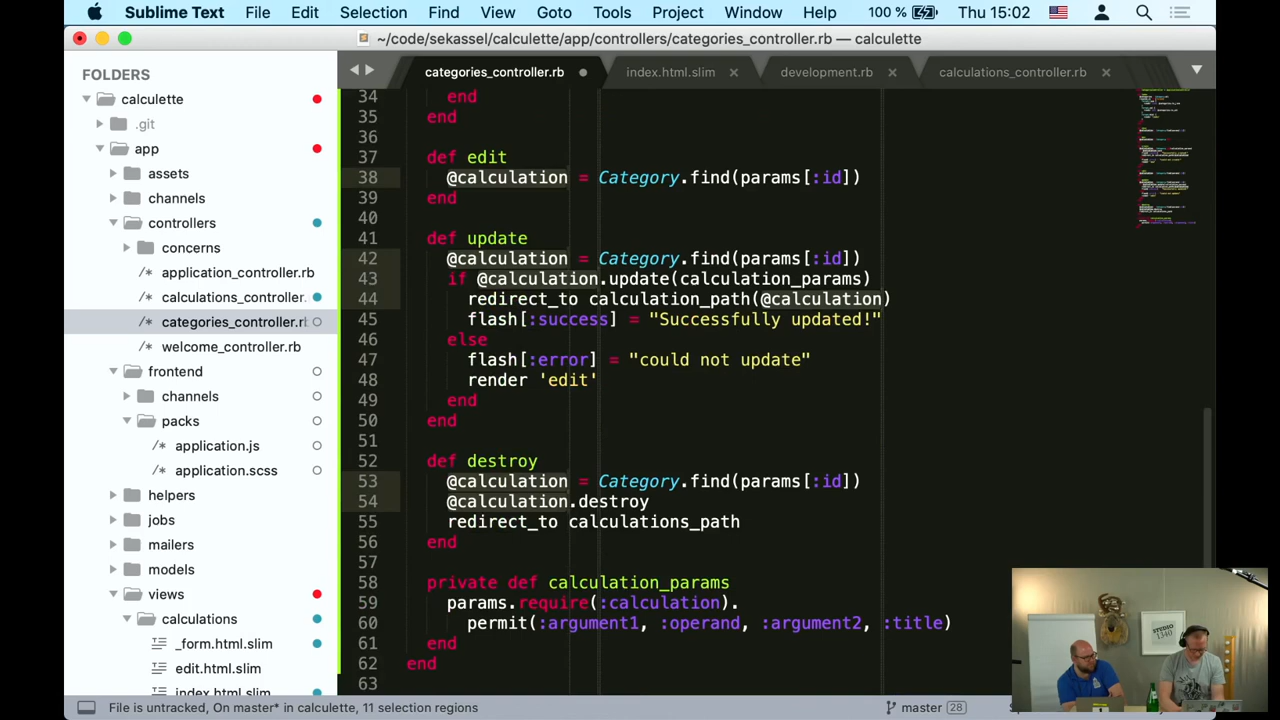 Sublime Text File Edit Selection Find View Goto Tools Project Window Help 100 % Thu 15:02
~/code/sekassel/calculette/app/controllers/categories_controller.rb — calculette
FOLDERS
calculette
.git
app
assets
channels
controllers
concerns
/* application_controller.rb
/* calculations_controller.
/* categories_controller.rb
/* welcome_controller.rb
frontend
channels
packs
/* application.js
/* application.scss
helpers
jobs
mailers
models
views
calculations
_form.html.slim
edit.html.slim
index.html.slim
categories_controller.rb index.html.slim development.rb calculations_controller.rb
34 end
35 end
36
37 def edit
38 @calculation = Category.find(params[:id])
39 end
40
41 def update
42 @calculation = Category.find(params[:id])
43 if @calculation.update(calculation_params)
44 redirect_to calculation_path(@calculation)
45 flash[:success] = "Successfully updated!"
46 else
47 flash[:error] = "could not update"
48 render 'edit'
49 end
50 end
51
52 def destroy
53 @calculation = Category.find(params[:id])
54 @calculation.destroy
55 redirect_to calculations_path
56 end
57
58 private def calculation_params
59 params.require(:calculation).
60 permit(:argument1, :operand, :argument2, :title)
61 end
62 end
63
STUDIO
1340
File is untracked, On master* in calculette, 11 selection regions
master 28